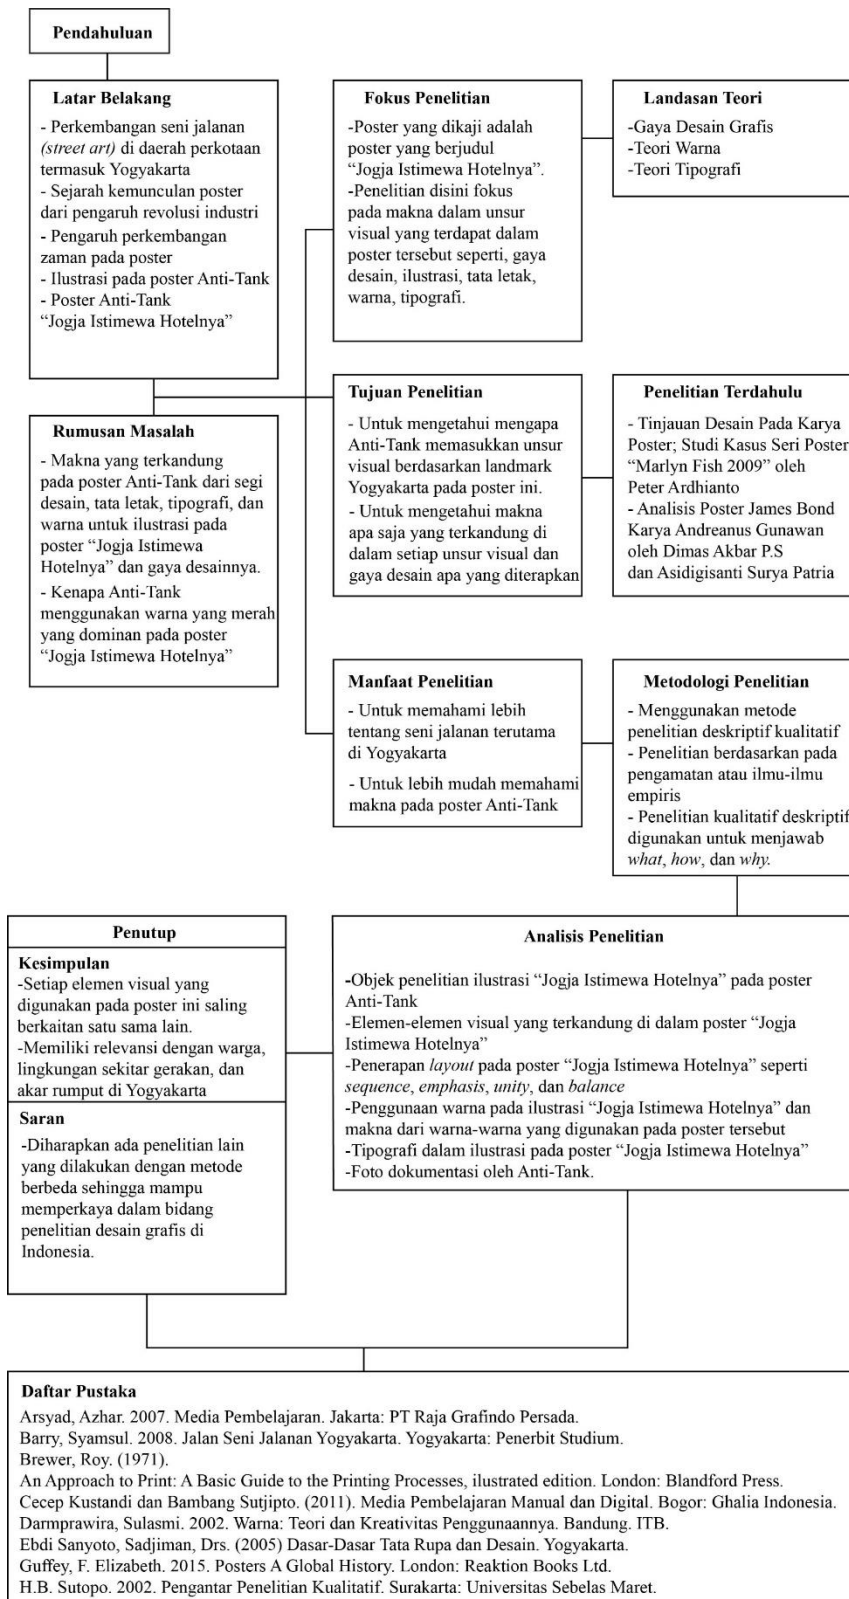 Pendahuluan
Latar Belakang
- Perkembangan seni jalanan
(street art) di daerah perkotaan
termasuk Yogyakarta
- Sejarah kemunculan poster
dari pengaruh revolusi industri
- Pengaruh perkembangan
zaman pada poster
- Ilustrasi pada poster Anti-Tank
- Poster Anti-Tank
“Jogja Istimewa Hotelnya”
Rumusan Masalah
- Makna yang terkandung
pada poster Anti-Tank dari segi
desain, tata letak, tipografi, dan
warna untuk ilustrasi pada
poster “Jogja Istimewa
Hotelnya” dan gaya desainnya.
- Kenapa Anti-Tank
menggunakan warna yang merah
yang dominan pada poster
“Jogja Istimewa Hotelnya”
Fokus Penelitian
-Poster yang dikaji adalah
poster yang berjudul
“Jogja Istimewa Hotelnya”.
-Penelitian disini fokus
pada makna dalam unsur
visual yang terdapat dalam
poster tersebut seperti, gaya
desain, ilustrasi, tata letak,
warna, tipografi.
Landasan Teori
-Gaya Desain Grafis
-Teori Warna
-Teori Tipografi
Tujuan Penelitian
- Untuk mengetahui mengapa
Anti-Tank memasukkan unsur
visual berdasarkan landmark
Yogyakarta pada poster ini.
- Untuk mengetahui makna
apa saja yang terkandung di
dalam setiap unsur visual dan
gaya desain apa yang diterapkan
Penelitian Terdahulu
- Tinjauan Desain Pada Karya
Poster; Studi Kasus Seri Poster
“Marlyn Fish 2009” oleh
Peter Ardhianto
- Analisis Poster James Bond
Karya Andreanus Gunawan
oleh Dimas Akbar P.S
dan Asidigisanti Surya Patria
Manfaat Penelitian
- Untuk memahami lebih
tentang seni jalanan terutama
di Yogyakarta
- Untuk lebih mudah memahami
makna pada poster Anti-Tank
Metodologi Penelitian
- Menggunakan metode
penelitian deskriptif kualitatif
- Penelitian berdasarkan pada
pengamatan atau ilmu-ilmu
empiris
- Penelitian kualitatif deskriptif
digunakan untuk menjawab
what, how, dan why.
Penutup
Kesimpulan
-Setiap elemen visual yang
digunakan pada poster ini saling
berkaitan satu sama lain.
-Memiliki relevansi dengan warga,
lingkungan sekitar gerakan, dan
akar rumput di Yogyakarta
Saran
-Diharapkan ada penelitian lain
yang dilakukan dengan metode
berbeda sehingga mampu
memperkaya dalam bidang
penelitian desain grafis di
Indonesia.
Analisis Penelitian
-Objek penelitian ilustrasi “Jogja Istimewa Hotelnya” pada poster
Anti-Tank
-Elemen-elemen visual yang terkandung di dalam poster “Jogja
Istimewa Hotelnya”
-Penerapan layout pada poster “Jogja Istimewa Hotelnya” seperti
sequence, emphasis, unity, dan balance
-Penggunaan warna pada ilustrasi “Jogja Istimewa Hotelnya” dan
makna dari warna-warna yang digunakan pada poster tersebut
-Tipografi dalam ilustrasi pada poster “Jogja Istimewa Hotelnya”
-Foto dokumentasi oleh Anti-Tank.
Daftar Pustaka
Arsyad, Azhar. 2007. Media Pembelajaran. Jakarta: PT Raja Grafindo Persada.
Barry, Syamsul. 2008. Jalan Seni Jalanan Yogyakarta. Yogyakarta: Penerbit Studium.
Brewer, Roy. (1971).
An Approach to Print: A Basic Guide to the Printing Processes, ilustrated edition. London: Blandford Press.
Cecep Kustandi dan Bambang Sutjipto. (2011). Media Pembelajaran Manual dan Digital. Bogor: Ghalia Indonesia.
Darmprawira, Sulasmi. 2002. Warna: Teori dan Kreativitas Penggunaannya. Bandung. ITB.
Ebdi Sanyoto, Sadjiman, Drs. (2005) Dasar-Dasar Tata Rupa dan Desain. Yogyakarta.
Guffey, F. Elizabeth. 2015. Posters A Global History. London: Reaktion Books Ltd.
H.B. Sutopo. 2002. Pengantar Penelitian Kualitatif. Surakarta: Universitas Sebelas Maret.